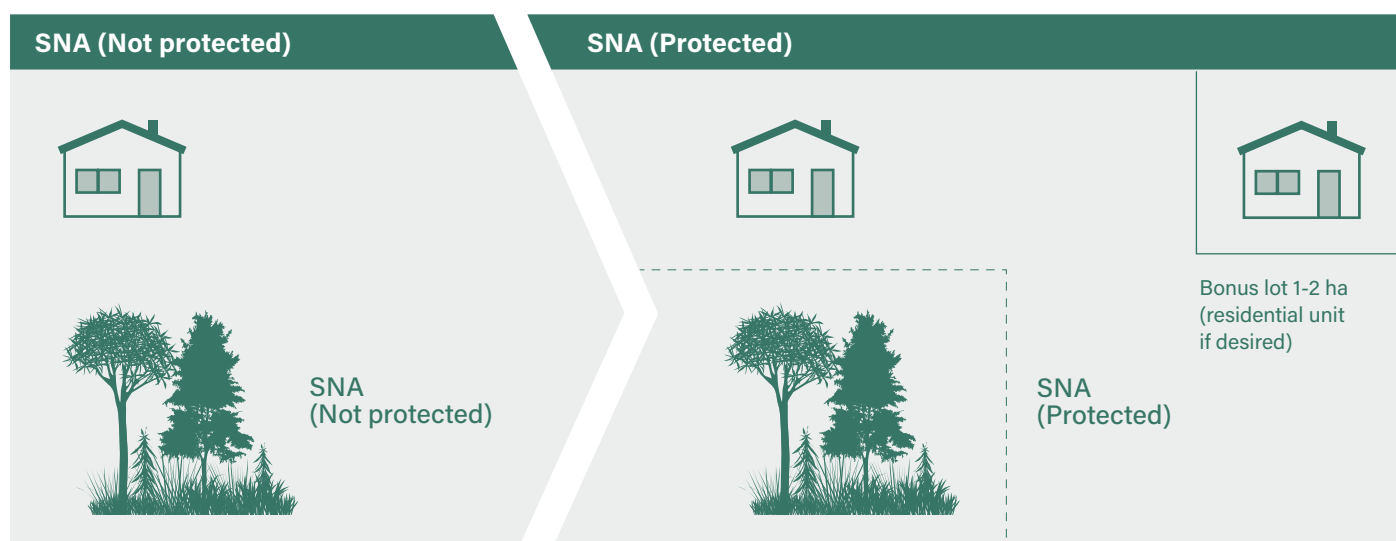 SNA (Not protected)
SNA (Protected)
Bonus lot 1-2 ha
(residential unit
if desired)
SNA
(Not protected)
SNA
(Protected)